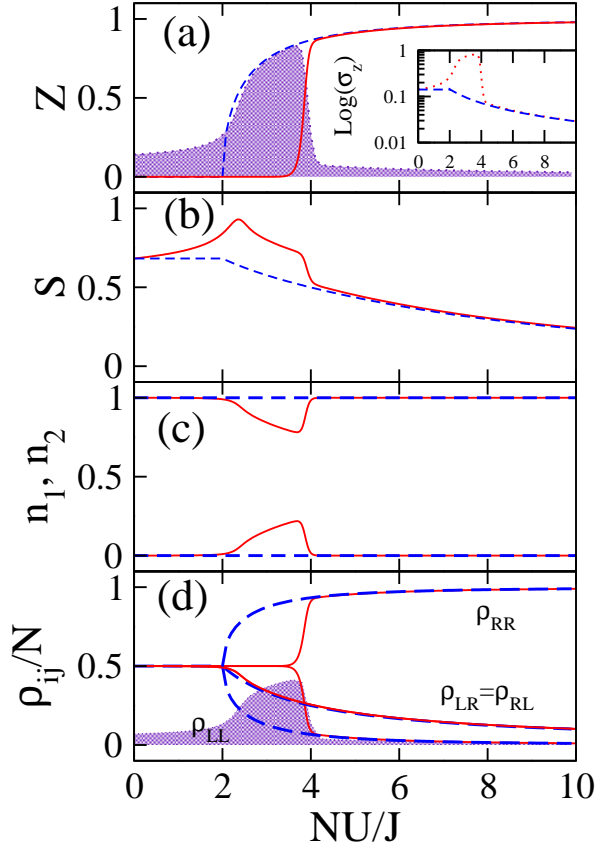 (a)
Z
1
0.5
0
Log(σz)
1
0.1
0.01
0 2 4 6 8
(b)
S
1
0.5
0
(c)
n1, n2
1
0.5
0
(d)
ρij/N
1
0.5
0
ρRR
ρLR=ρRL
ρLL
0 2 4 6 8 10
NU/J